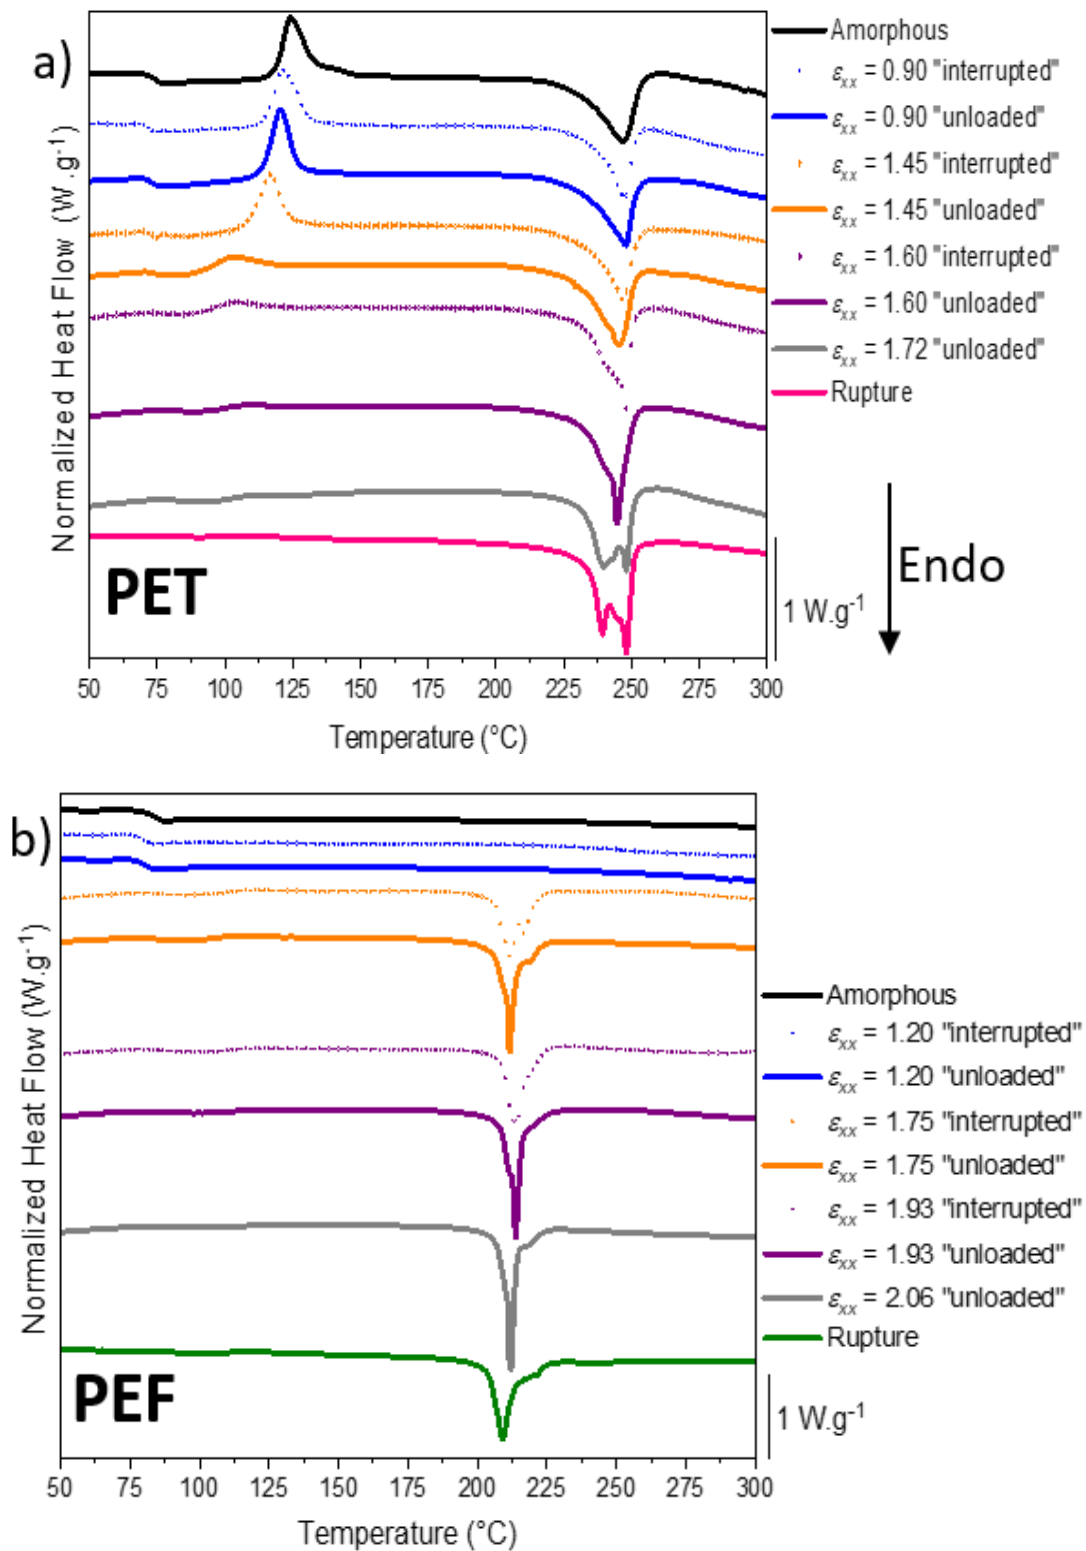 a)
Normalized Heat Flow (W.g⁻¹)
Amorphous
εxx = 0.90 "interrupted"
εxx = 0.90 "unloaded"
εxx = 1.45 "interrupted"
εxx = 1.45 "unloaded"
εxx = 1.60 "interrupted"
εxx = 1.60 "unloaded"
εxx = 1.72 "unloaded"
Rupture
PET
1 W.g⁻¹
Endo
50 75 100 125 150 175 200 225 250 275 300
Temperature (°C)
b)
Normalized Heat Flow (W.g⁻¹)
Amorphous
εxx = 1.20 "interrupted"
εxx = 1.20 "unloaded"
εxx = 1.75 "interrupted"
εxx = 1.75 "unloaded"
εxx = 1.93 "interrupted"
εxx = 1.93 "unloaded"
εxx = 2.06 "unloaded"
Rupture
PEF
1 W.g⁻¹
50 75 100 125 150 175 200 225 250 275 300
Temperature (°C)